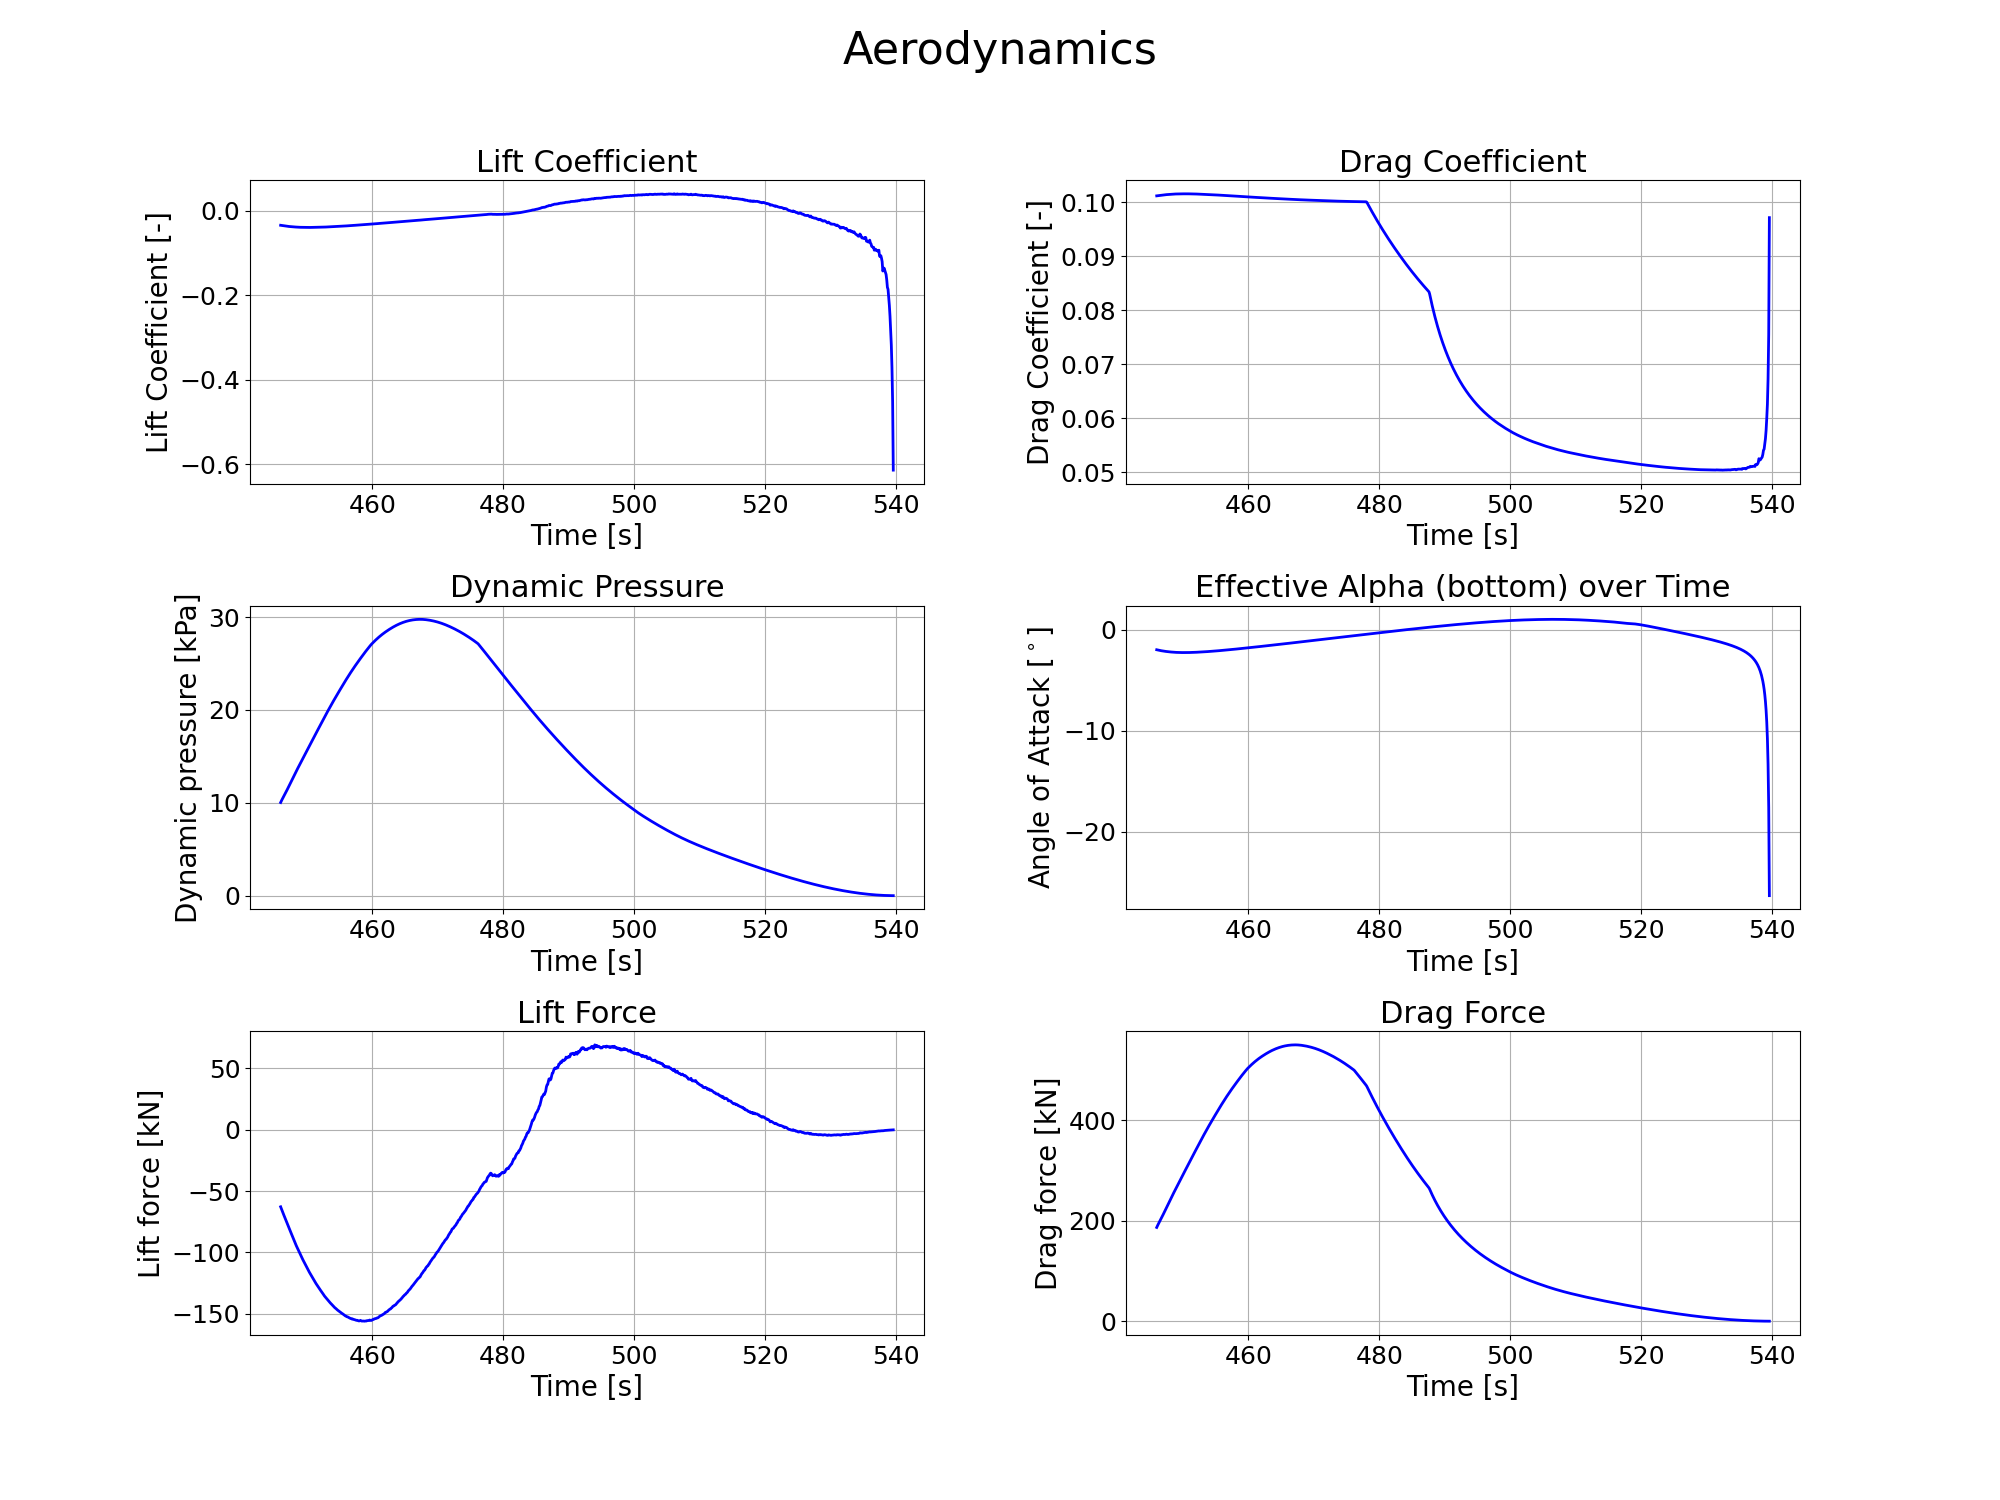 Aerodynamics
Lift Coefficient
Lift Coefficient [-]
0.0
−0.2
−0.4
−0.6
460 480 500 520 540
Time [s]
Drag Coefficient
Drag Coefficient [-]
0.10
0.09
0.08
0.07
0.06
0.05
460 480 500 520 540
Time [s]
Dynamic Pressure
Dynamic pressure [kPa]
30
20
10
0
460 480 500 520 540
Time [s]
Effective Alpha (bottom) over Time
Angle of Attack [°]
0
−10
−20
460 480 500 520 540
Time [s]
Lift Force
Lift force [kN]
50
0
−50
−100
−150
460 480 500 520 540
Time [s]
Drag Force
Drag force [kN]
400
200
0
460 480 500 520 540
Time [s]